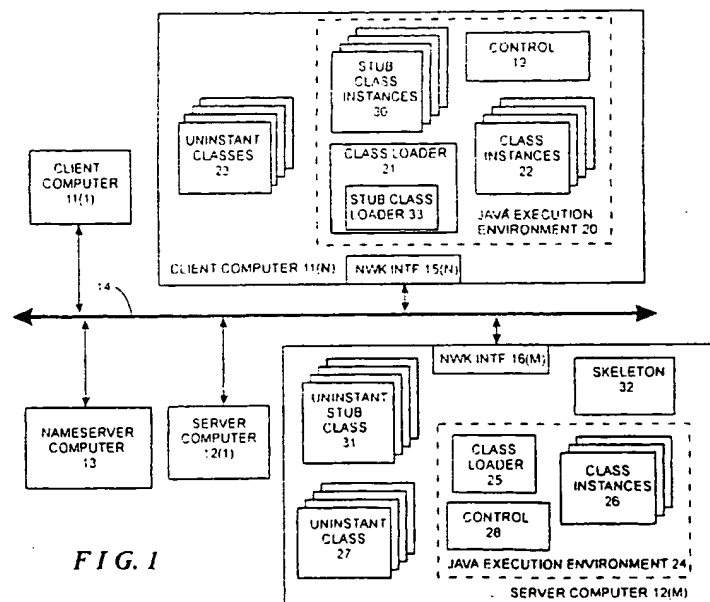 STUB
CLASS
INSTANCES
30
CONTROL
19
UNINSTANT
CLASSES
23
CLASS LOADER
21
STUB CLASS
LOADER 33
CLASS
INSTANCES
22
JAVA EXECUTION
ENVIRONMENT 20
CLIENT COMPUTER 11(N)
NWK INTF 15(N)
CLIENT
COMPUTER
11(1)
14
NAMESERVER
COMPUTER
13
SERVER
COMPUTER
12(1)
NWK INTF 16(M)
UNINSTANT
STUB
CLASS
31
SKELETON
32
CLASS
LOADER
25
CLASS
INSTANCES
26
UNINSTANT
CLASS
27
CONTROL
28
JAVA EXECUTION ENVIRONMENT 24
SERVER COMPUTER 12(M)
FIG. 1